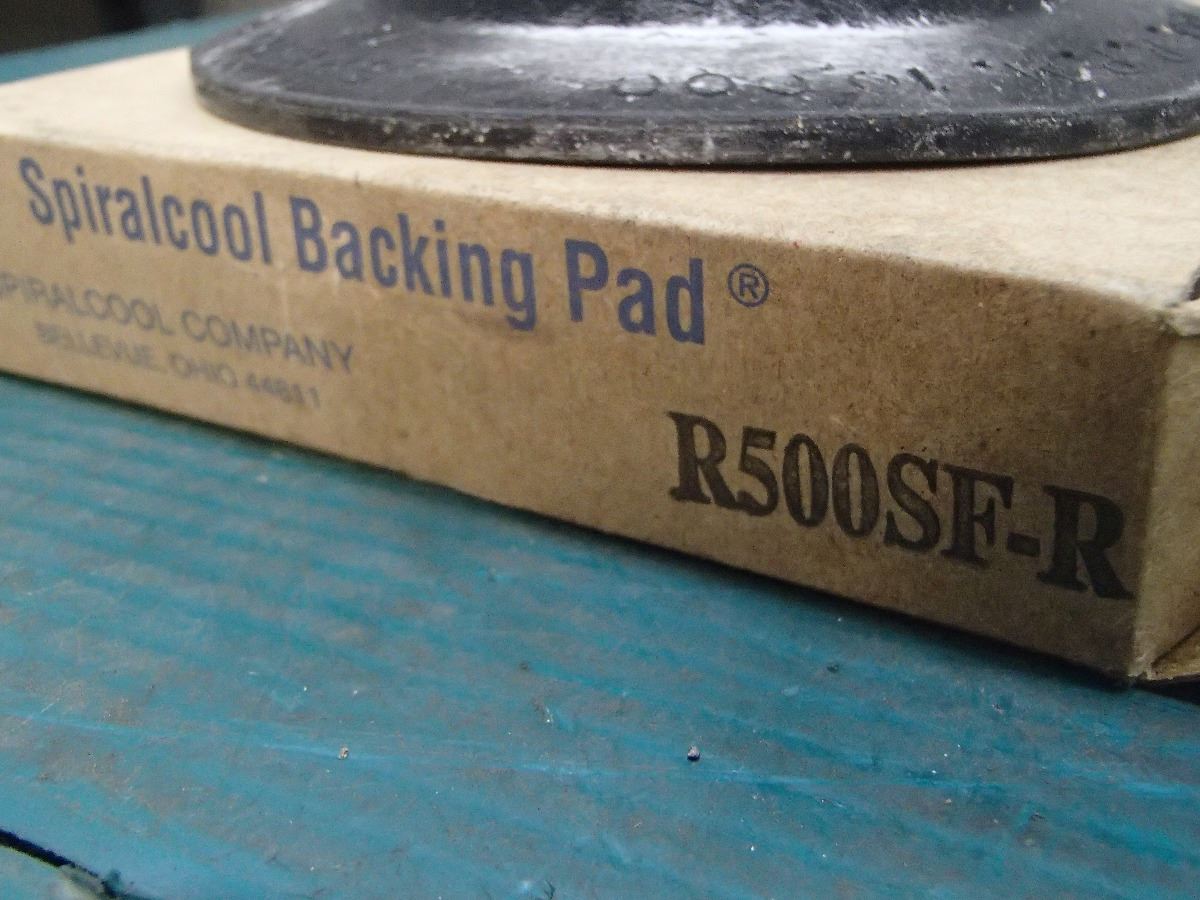 Spiralcool Backing Pad ®
SPIRALCOOL COMPANY
BELLEVUE, OHIO 44811
R500SF-R